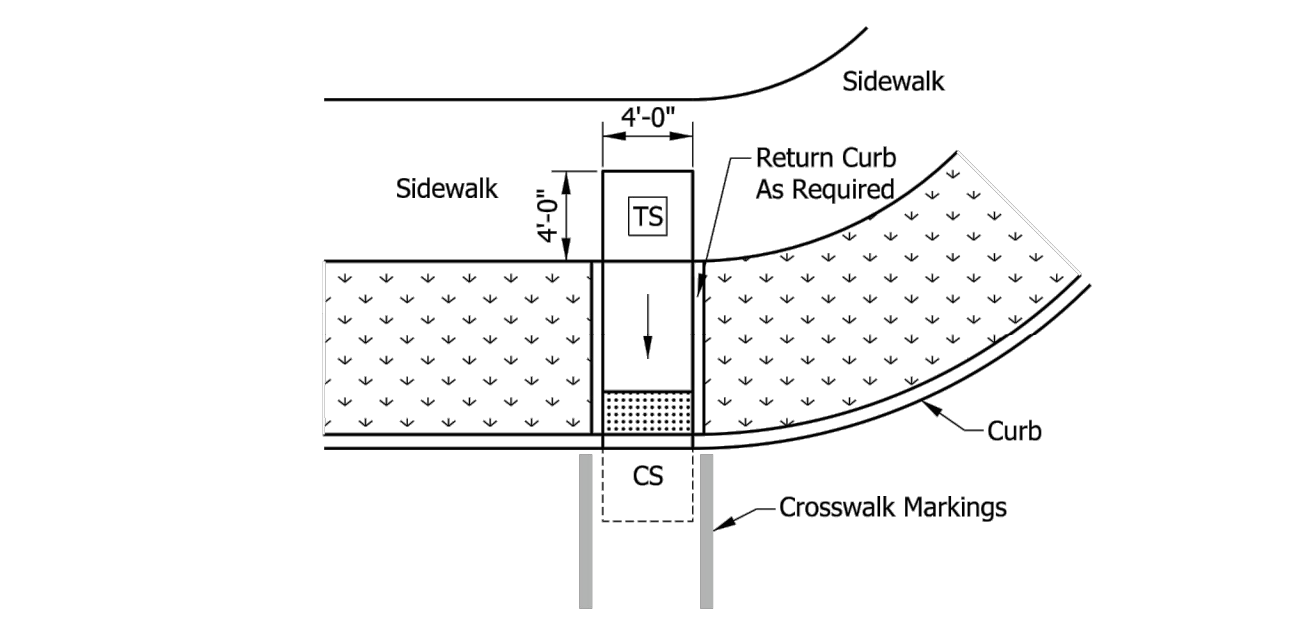 Sidewalk
4'-0"
Return Curb
As Required
Sidewalk
4'-0"
TS
Curb
CS
Crosswalk Markings